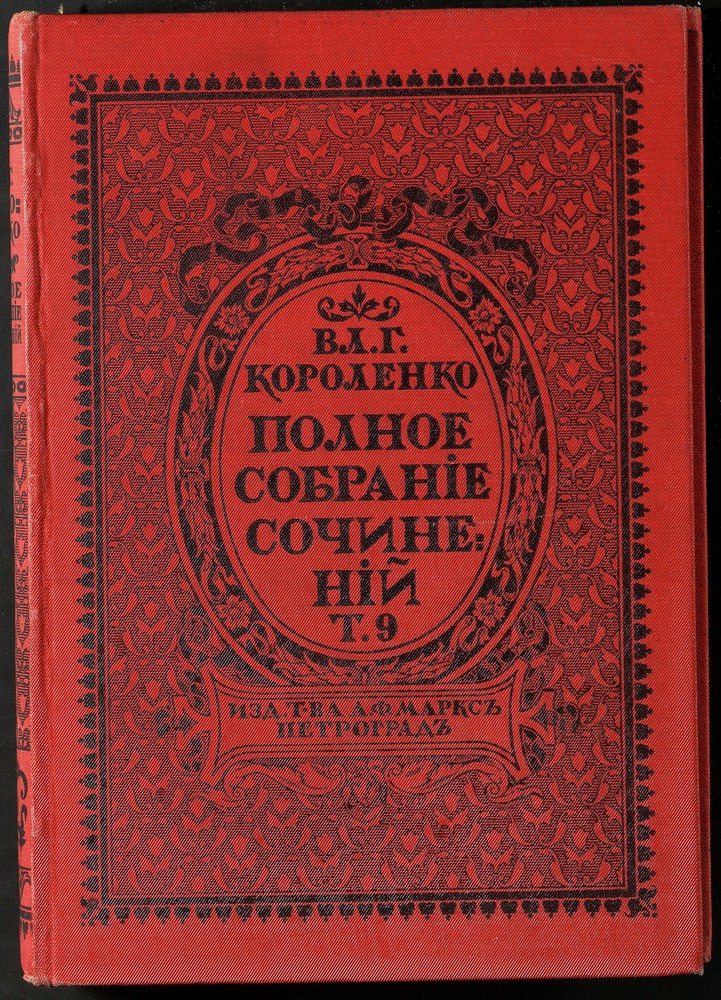 ВЛ.Г.
КОРОЛЕНКО
ПОЛНОЕ
СОБРАНІЕ
СОЧИНЕ:
НІЙ
Т.9
ИЗД.Т-ВА А.Ф.МАРКСЪ
ПЕТРОГРАДЪ